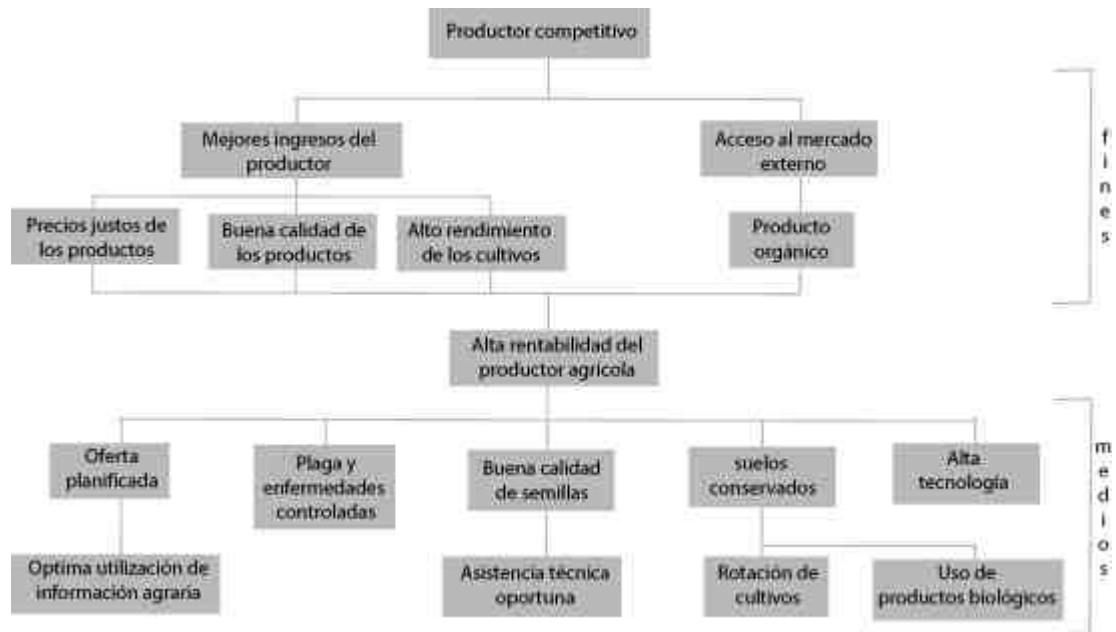 Productor competitivo
Mejores ingresos del
productor
Acceso al mercado
externo
Precios justos de
los productos
Buena calidad de
los productos
Alto rendimiento
de los cultivos
Producto
orgánico
fines
Alta rentabilidad del
productor agrícola
Oferta
planificada
Plaga y
enfermedades
controladas
Buena calidad
de semillas
suelos
conservados
Alta
tecnología
Optima utilización de
información agraria
Asistencia técnica
oportuna
Rotación de
cultivos
Uso de
productos biológicos
medios